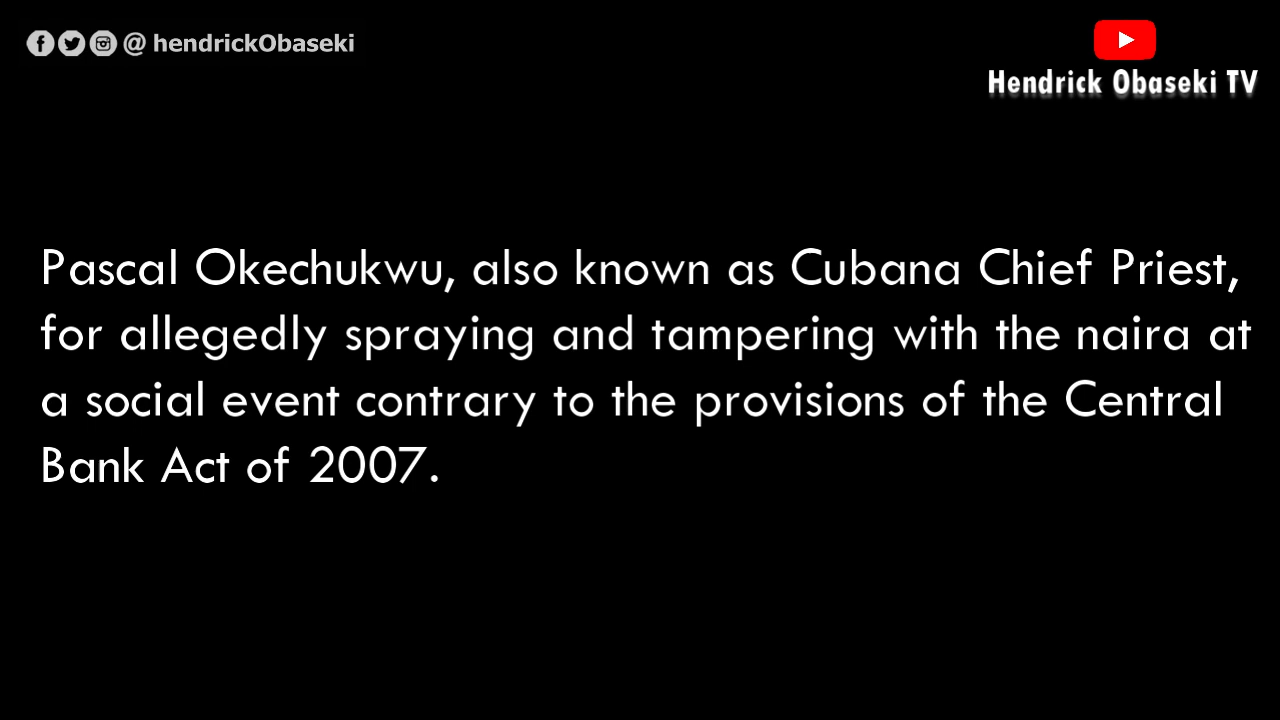 @ hendrickObaseki
Hendrick Obaseki TV
Pascal Okechukwu, also known as Cubana Chief Priest,
for allegedly spraying and tampering with the naira at
a social event contrary to the provisions of the Central
Bank Act of 2007.